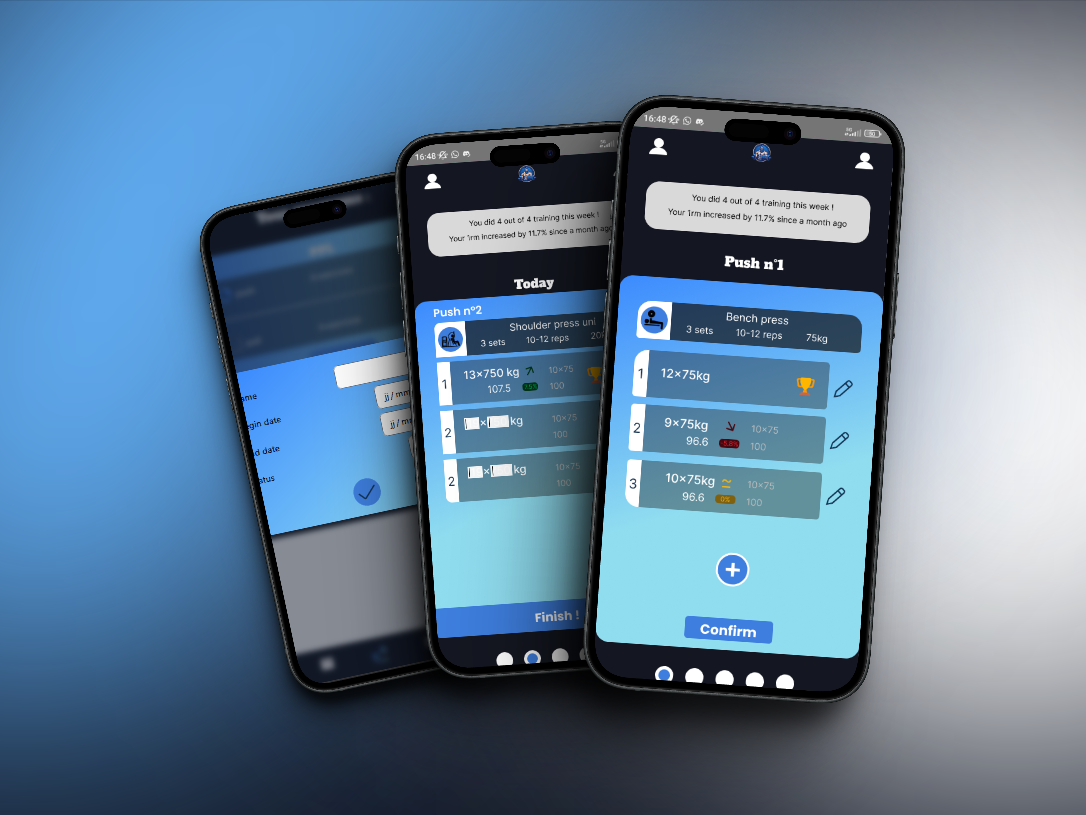 ame
gin date
d date
atus
jj / mm
jj / m
16:48
You did 4 out of 4 training this week !
Your 1rm increased by 11.7% since a month ago
Today
Push n°2
Shoulder press uni
3 sets 10-12 reps 20
1 13×750 kg 10×75
107.5 7.5% 100
2 × kg 10×75
100
2 × kg 10×75
100
Finish !
16:48
You did 4 out of 4 training this week !
Your 1rm increased by 11.7% since a month ago
Push n°1
Bench press
3 sets 10-12 reps 75kg
1 12×75kg
2 9×75kg 10×75
96.6 -5.8% 100
3 10×75kg 10×75
96.6 0% 100
Confirm